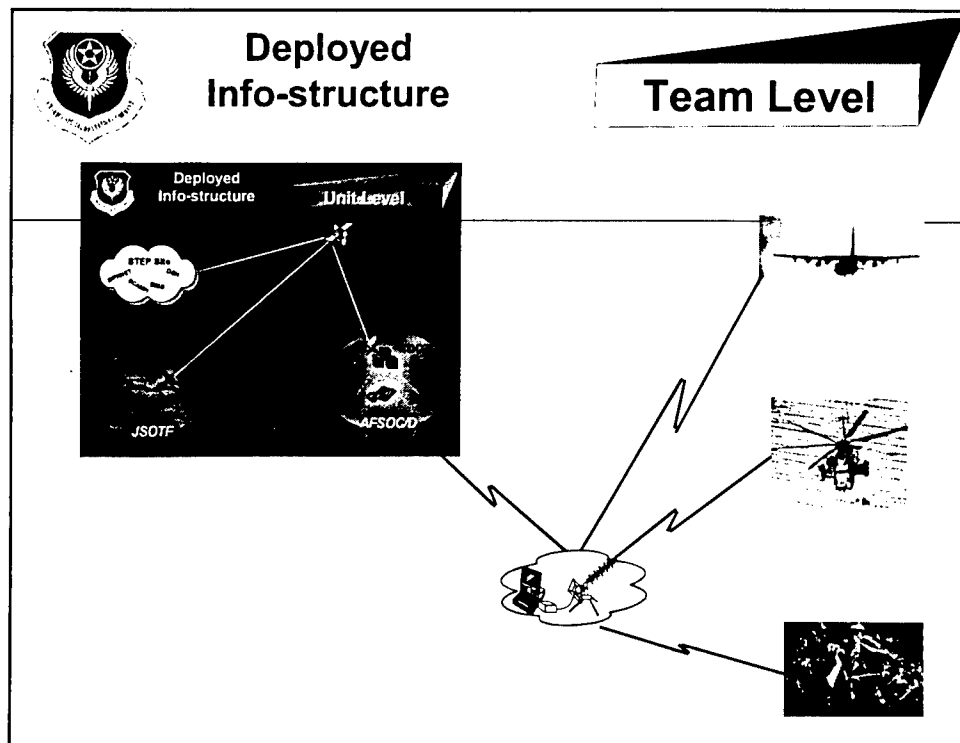 Deployed
Info-structure
Team Level
Deployed
Info-structure
Unit-Level
STEP Site
JSOTF
AFSOC/D